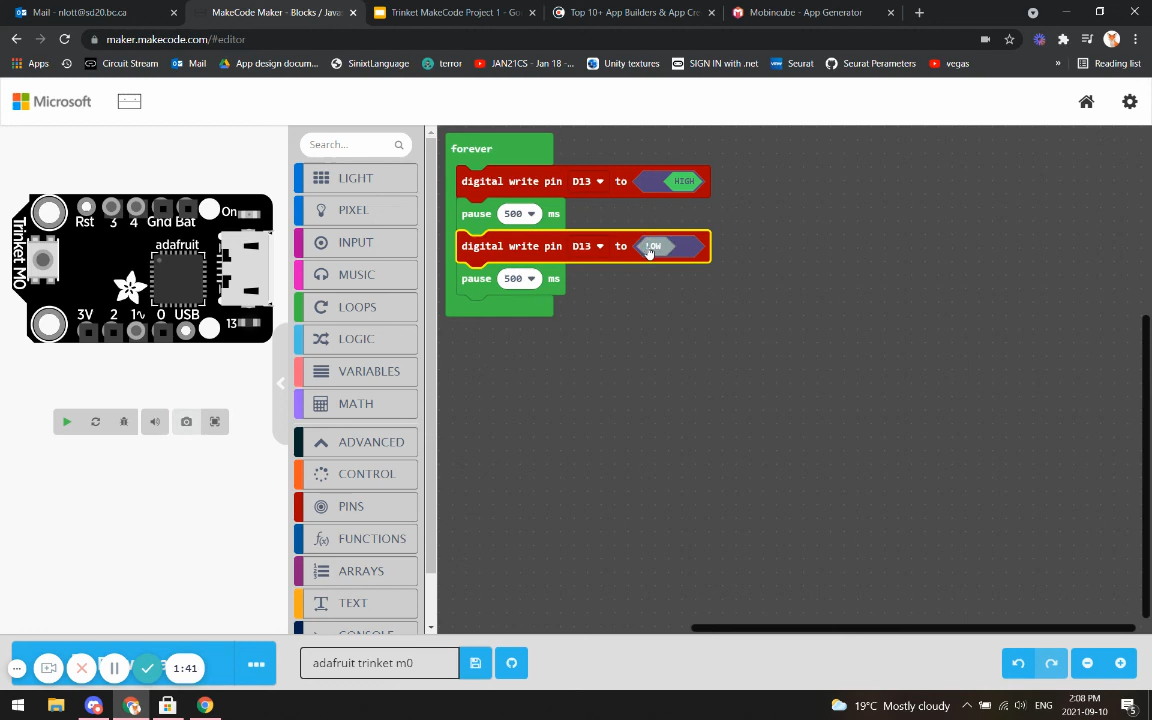 Mail - nlott@sd20.bc.ca
MakeCode Maker - Blocks / Javas
Trinket MakeCode Project 1 - Go
Top 10+ App Builders & App Cre
Mobincube - App Generator
maker.makecode.com/#editor
Apps
Circuit Stream
Mail
App design docum...
SinixtLanguage
terror
JAN21CS - Jan 18 -...
Unity textures
SIGN IN with .net
Seurat
Seurat Perameters
vegas
»
Reading list
Microsoft
Search...
LIGHT
PIXEL
INPUT
MUSIC
LOOPS
LOGIC
VARIABLES
MATH
ADVANCED
CONTROL
PINS
FUNCTIONS
ARRAYS
TEXT
CONSOLE
Trinket M0
Rst 3 4 Gnd Bat
On
adafruit
3V 2 1~ 0 USB
13
forever
digital write pin D13 to HIGH
pause 500 ms
digital write pin D13 to LOW
pause 500 ms
1:41
adafruit trinket m0
19°C Mostly cloudy
ENG
2:08 PM
2021-09-10
5